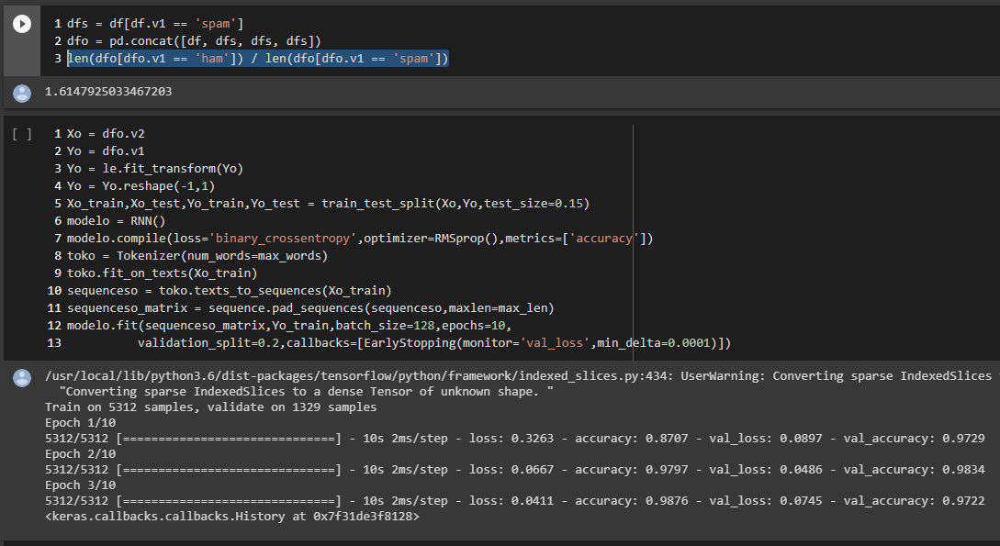 1 dfs = df[df.v1 == 'spam']
2 dfo = pd.concat([df, dfs, dfs, dfs])
3 len(dfo[dfo.v1 == 'ham']) / len(dfo[dfo.v1 == 'spam'])
1.6147925033467203
[ ] 1 Xo = dfo.v2
2 Yo = dfo.v1
3 Yo = le.fit_transform(Yo)
4 Yo = Yo.reshape(-1,1)
5 Xo_train,Xo_test,Yo_train,Yo_test = train_test_split(Xo,Yo,test_size=0.15)
6 modelo = RNN()
7 modelo.compile(loss='binary_crossentropy',optimizer=RMSprop(),metrics=['accuracy'])
8 toko = Tokenizer(num_words=max_words)
9 toko.fit_on_texts(Xo_train)
10 sequenceso = toko.texts_to_sequences(Xo_train)
11 sequenceso_matrix = sequence.pad_sequences(sequenceso,maxlen=max_len)
12 modelo.fit(sequenceso_matrix,Yo_train,batch_size=128,epochs=10,
13 validation_split=0.2,callbacks=[EarlyStopping(monitor='val_loss',min_delta=0.0001)])
/usr/local/lib/python3.6/dist-packages/tensorflow/python/framework/indexed_slices.py:434: UserWarning: Converting sparse IndexedSlices
"Converting sparse IndexedSlices to a dense Tensor of unknown shape. "
Train on 5312 samples, validate on 1329 samples
Epoch 1/10
5312/5312 [==============================] - 10s 2ms/step - loss: 0.3263 - accuracy: 0.8707 - val_loss: 0.0897 - val_accuracy: 0.9729
Epoch 2/10
5312/5312 [==============================] - 10s 2ms/step - loss: 0.0667 - accuracy: 0.9797 - val_loss: 0.0486 - val_accuracy: 0.9834
Epoch 3/10
5312/5312 [==============================] - 10s 2ms/step - loss: 0.0411 - accuracy: 0.9876 - val_loss: 0.0745 - val_accuracy: 0.9722
<keras.callbacks.callbacks.History at 0x7f31de3f8128>